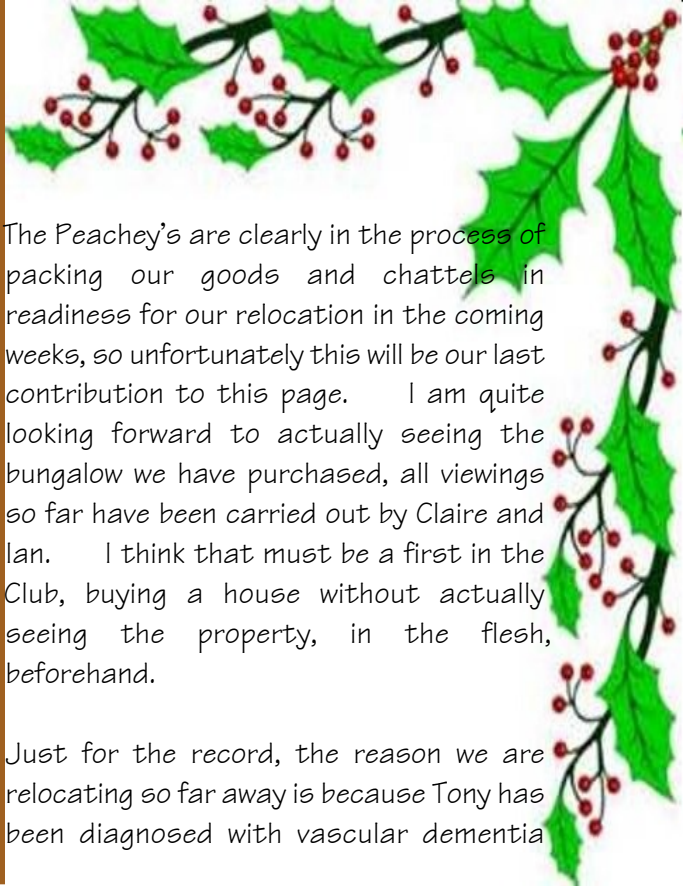 The Peachey's are clearly in the process of
packing our goods and chattels in
readiness for our relocation in the coming
weeks, so unfortunately this will be our last
contribution to this page. I am quite
looking forward to actually seeing the
bungalow we have purchased, all viewings
so far have been carried out by Claire and
Ian. I think that must be a first in the
Club, buying a house without actually
seeing the property, in the flesh,
beforehand.

Just for the record, the reason we are
relocating so far away is because Tony has
been diagnosed with vascular dementia